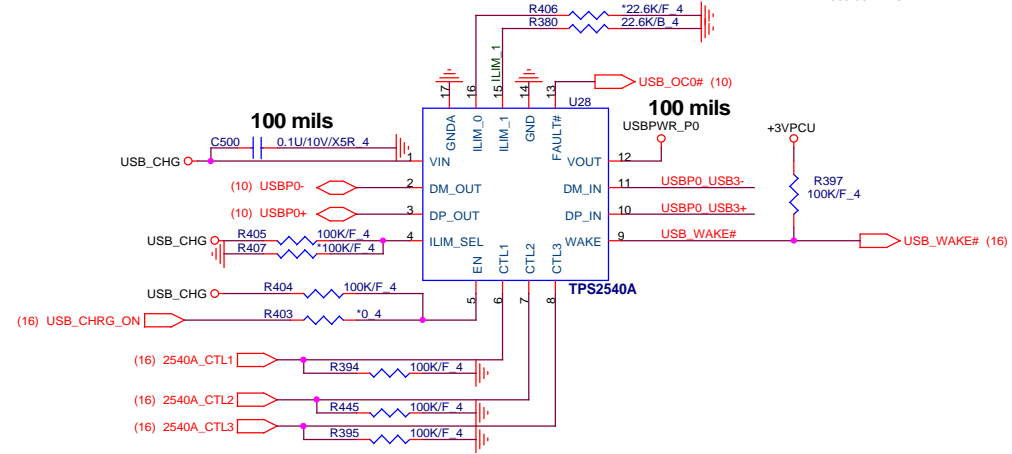 R406 *22.6K/F_4
R380 22.6K/B_4
ILIM_1
17 16 15 14 13
USB_OC0# (10)
U28
100 mils
100 mils
USBPWR_P0
+3VPCU
GNDA ILIM_0 ILIM_1 GND FAULT#
C500 0.1U/10V/X5R_4
USB_CHG 1 VIN VOUT 12
R397
100K/F_4
(10) USBP0- 2 DM_OUT DM_IN 11 USBP0_USB3-
(10) USBP0+ 3 DP_OUT DP_IN 10 USBP0_USB3+
R405 100K/F_4
USB_CHG 4 ILIM_SEL WAKE 9 USB_WAKE# USB_WAKE# (16)
R407 *100K/F_4
EN CTL1 CTL2 CTL3
TPS2540A
5 6 7 8
USB_CHG R404 100K/F_4
(16) USB_CHRG_ON R403 *0_4
(16) 2540A_CTL1
R394 100K/F_4
(16) 2540A_CTL2
R445 100K/F_4
(16) 2540A_CTL3
R395 100K/F_4